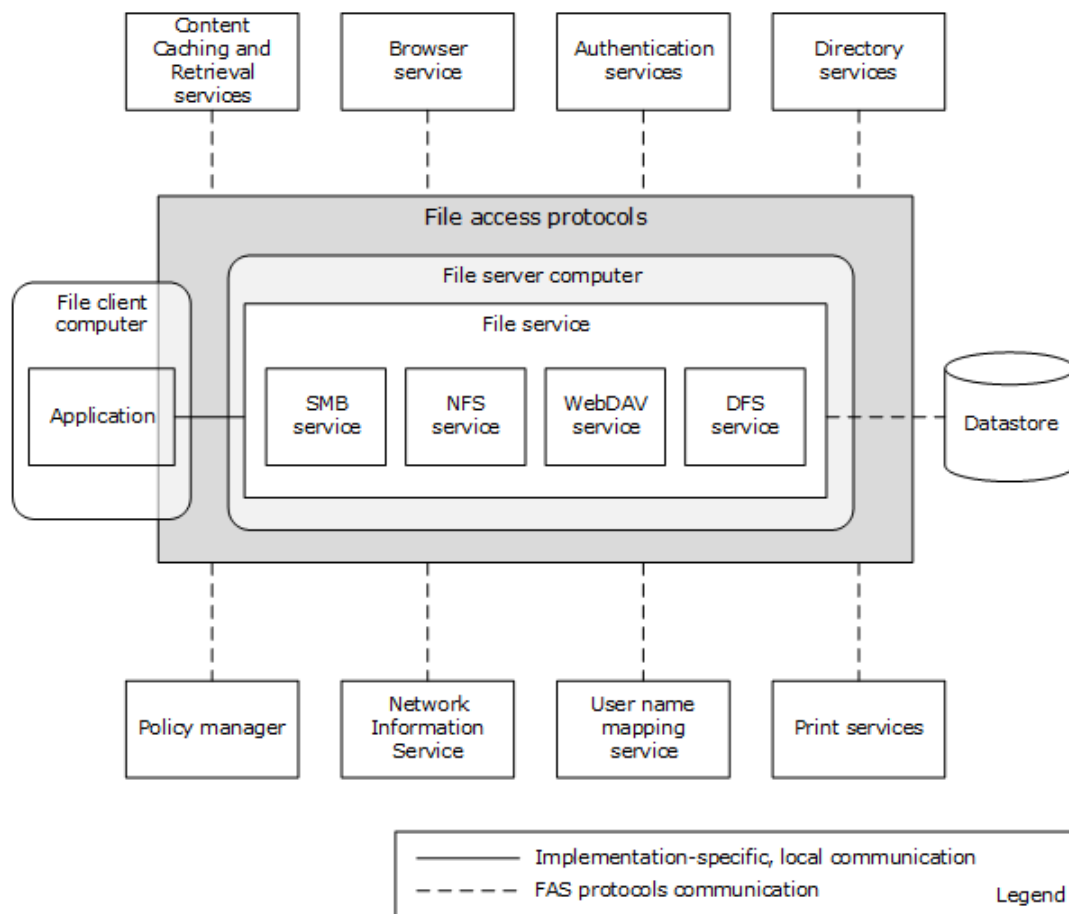 Content
Caching and
Retrieval
services
Browser
service
Authentication
services
Directory
services
File access protocols
File server computer
File client
computer
File service
Application
SMB
service
NFS
service
WebDAV
service
DFS
service
Datastore
Policy manager
Network
Information
Service
User name
mapping
service
Print services
Implementation-specific, local communication
FAS protocols communication
Legend